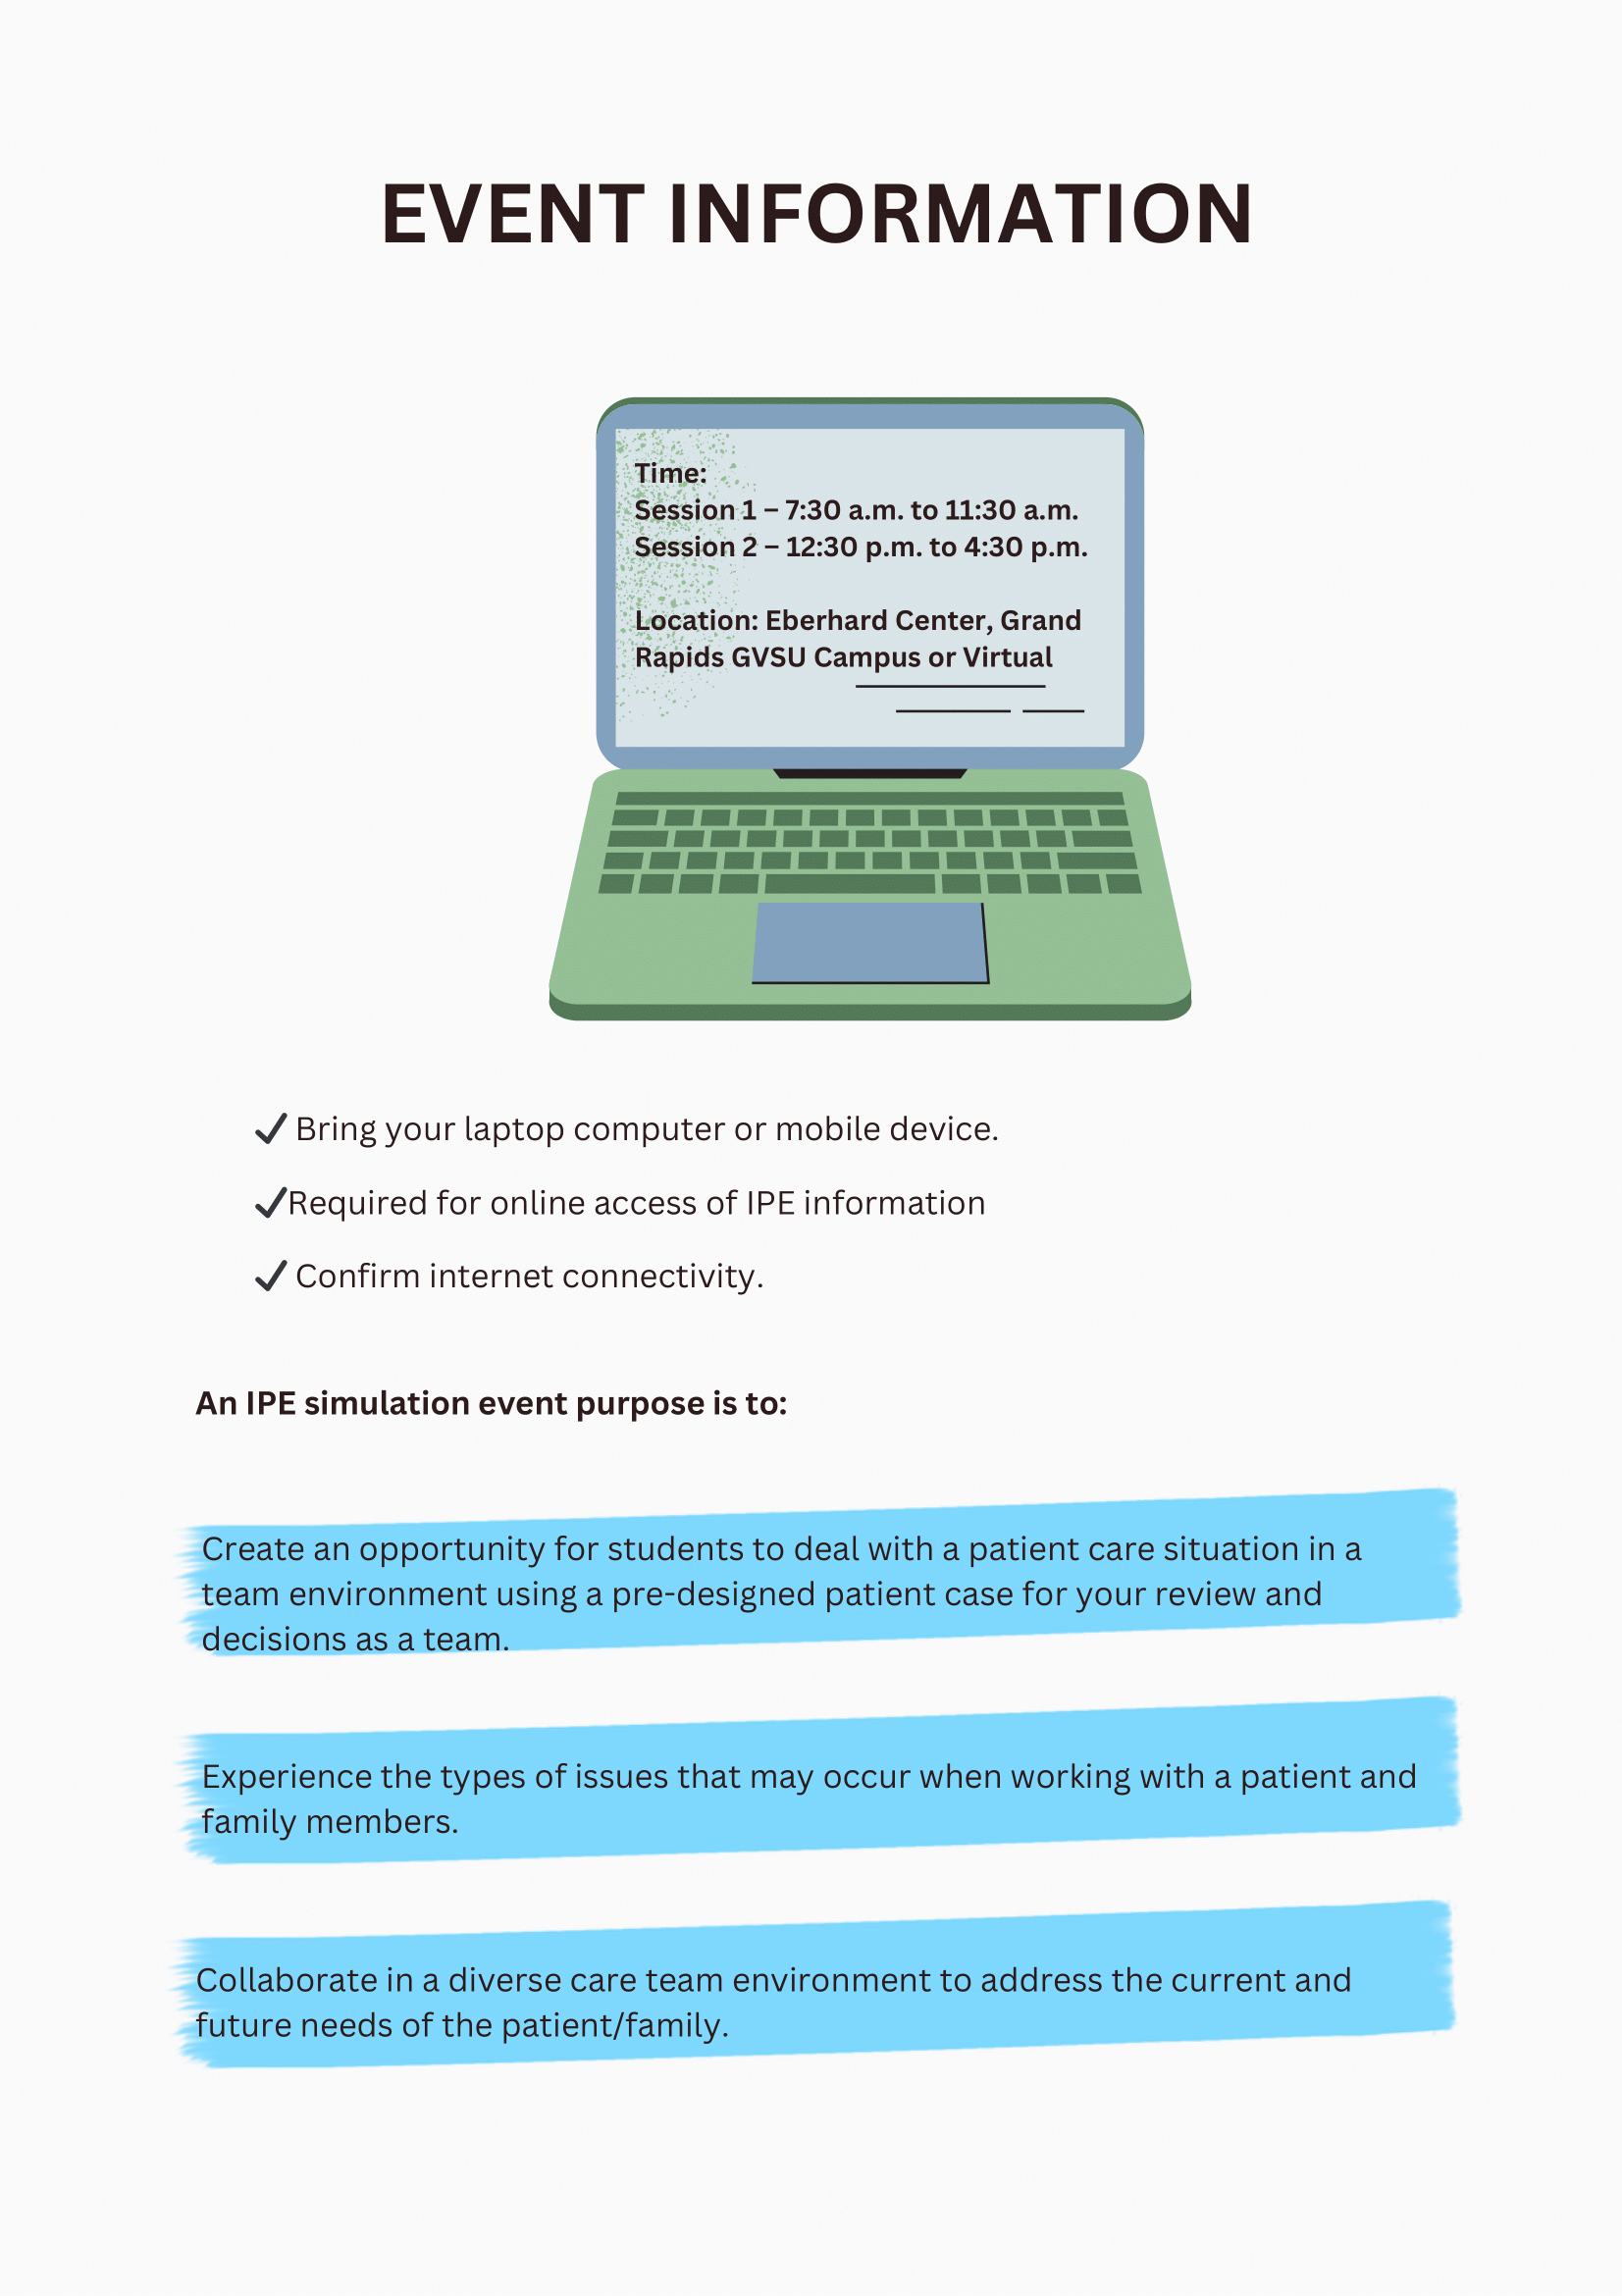 EVENT INFORMATION
Time:
Session 1 – 7:30 a.m. to 11:30 a.m.
Session 2 – 12:30 p.m. to 4:30 p.m.
Location: Eberhard Center, Grand
Rapids GVSU Campus or Virtual
Bring your laptop computer or mobile device.
Required for online access of IPE information
Confirm internet connectivity.
An IPE simulation event purpose is to:
Create an opportunity for students to deal with a patient care situation in a
team environment using a pre-designed patient case for your review and
decisions as a team.
Experience the types of issues that may occur when working with a patient and
family members.
Collaborate in a diverse care team environment to address the current and
future needs of the patient/family.